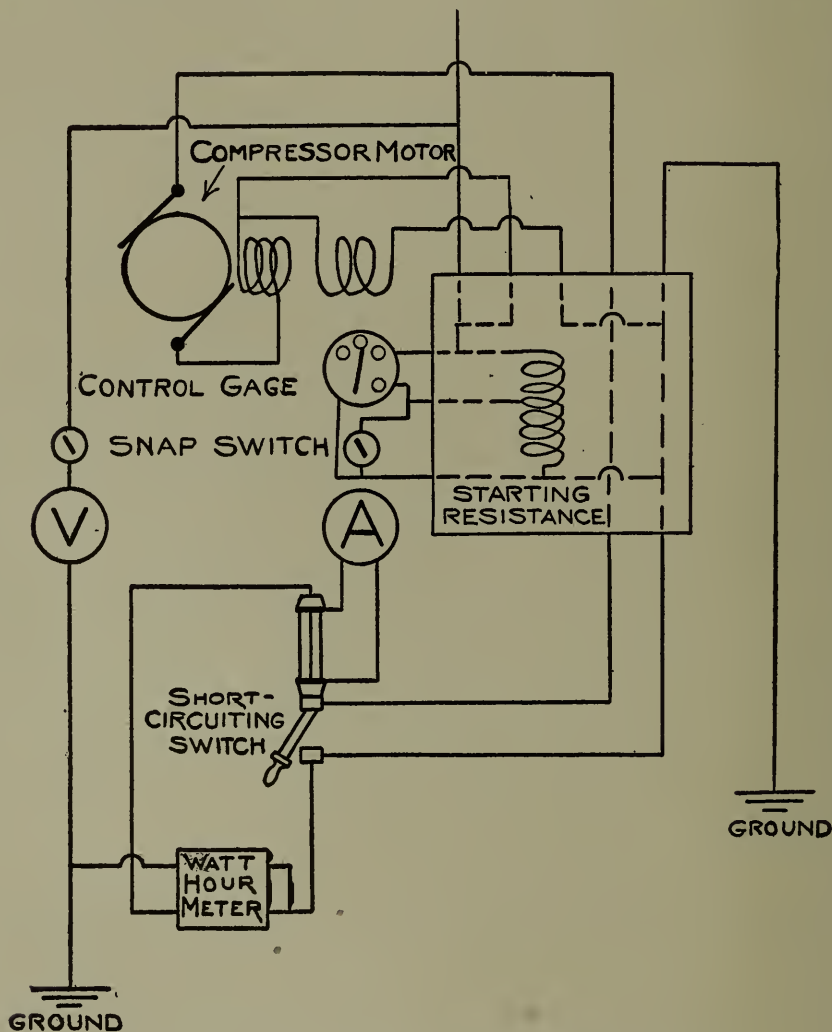 COMPRESSOR MOTOR
CONTROL GAGE
SNAP SWITCH
STARTING
RESISTANCE
V
A
SHORT-
CIRCUITING
SWITCH
WATT
HOUR
METER
GROUND
GROUND